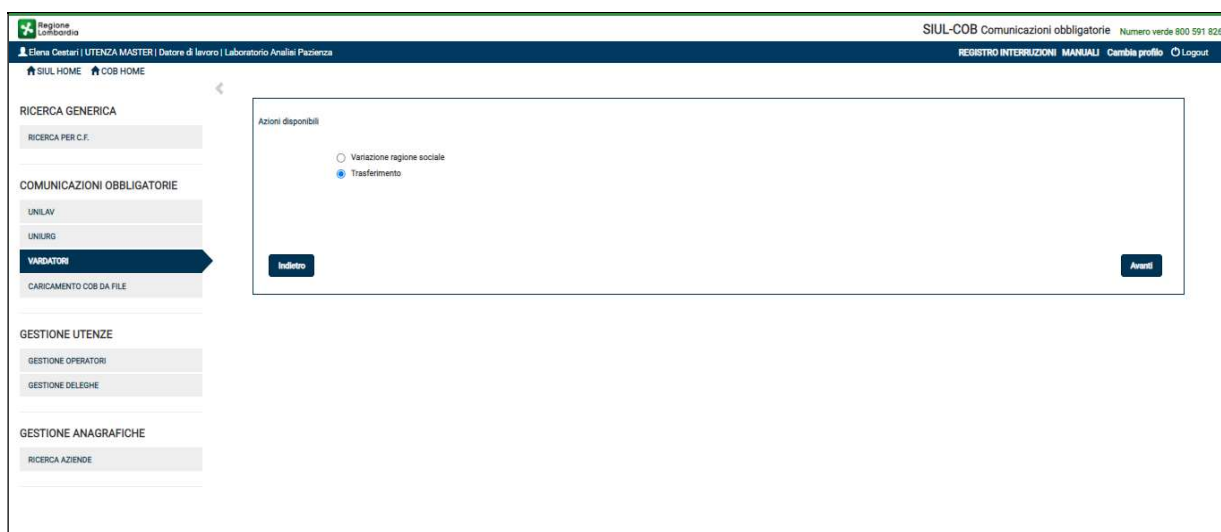 Regione
Lombardia
SIUL-COB Comunicazioni obbligatorie Numero verde 800 591 826
Elena Cestari | UTENZA MASTER | Datore di lavoro | Laboratorio Analisi Pazienza
REGISTRO INTERRUZIONI MANUALI Cambia profilo Logout
SIUL HOME COB HOME
RICERCA GENERICA
RICERCA PER C.F.
COMUNICAZIONI OBBLIGATORIE
UNILAV
UNIURG
VARDATORI
CARICAMENTO COB DA FILE
GESTIONE UTENZE
GESTIONE OPERATORI
GESTIONE DELEGHE
GESTIONE ANAGRAFICHE
RICERCA AZIENDE
Azioni disponibili
Variazione ragione sociale
Trasferimento
Indietro
Avanti